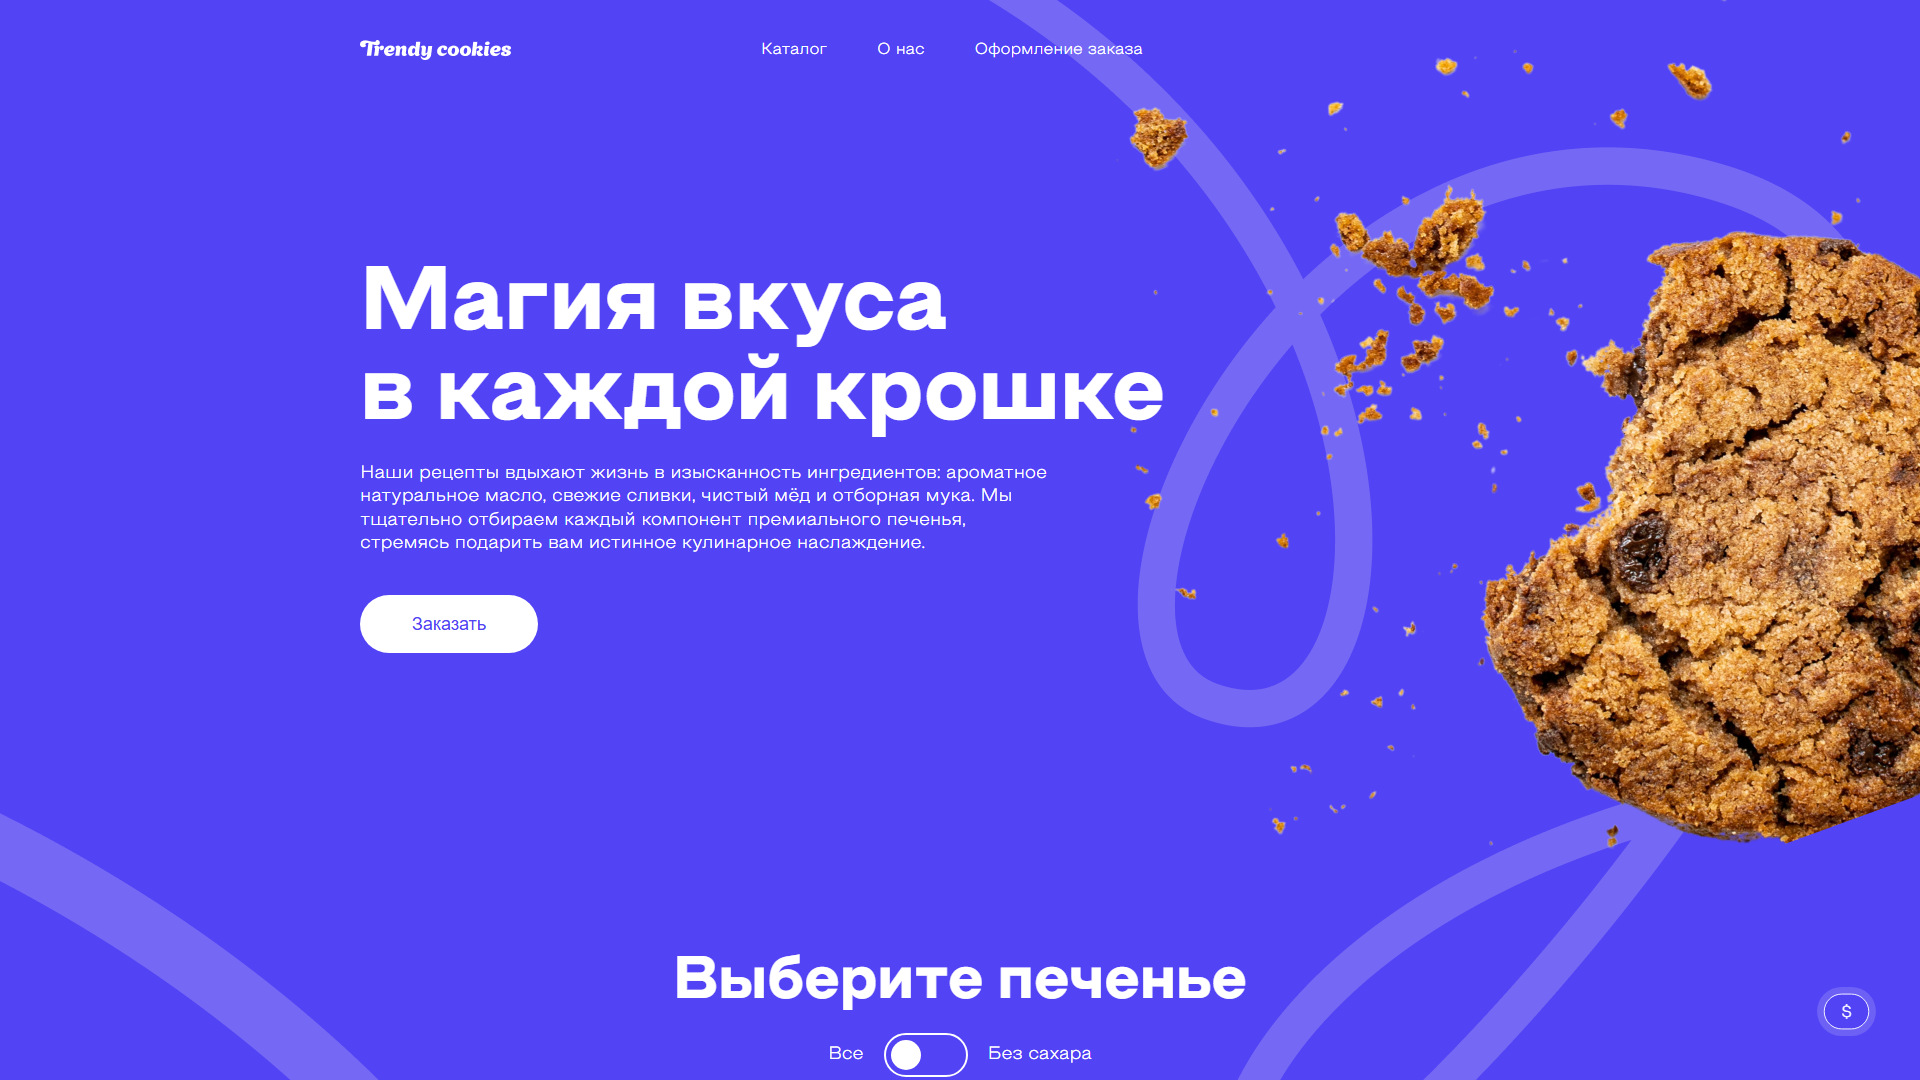 Trendy cookies
Каталог
О нас
Оформление заказа
Магия вкуса
в каждой крошке
Наши рецепты вдыхают жизнь в изысканность ингредиентов: ароматное
натуральное масло, свежие сливки, чистый мёд и отборная мука. Мы
тщательно отбираем каждый компонент премиального печенья,
стремясь подарить вам истинное кулинарное наслаждение.
Заказать
Выберите печенье
Все
Без сахара
$